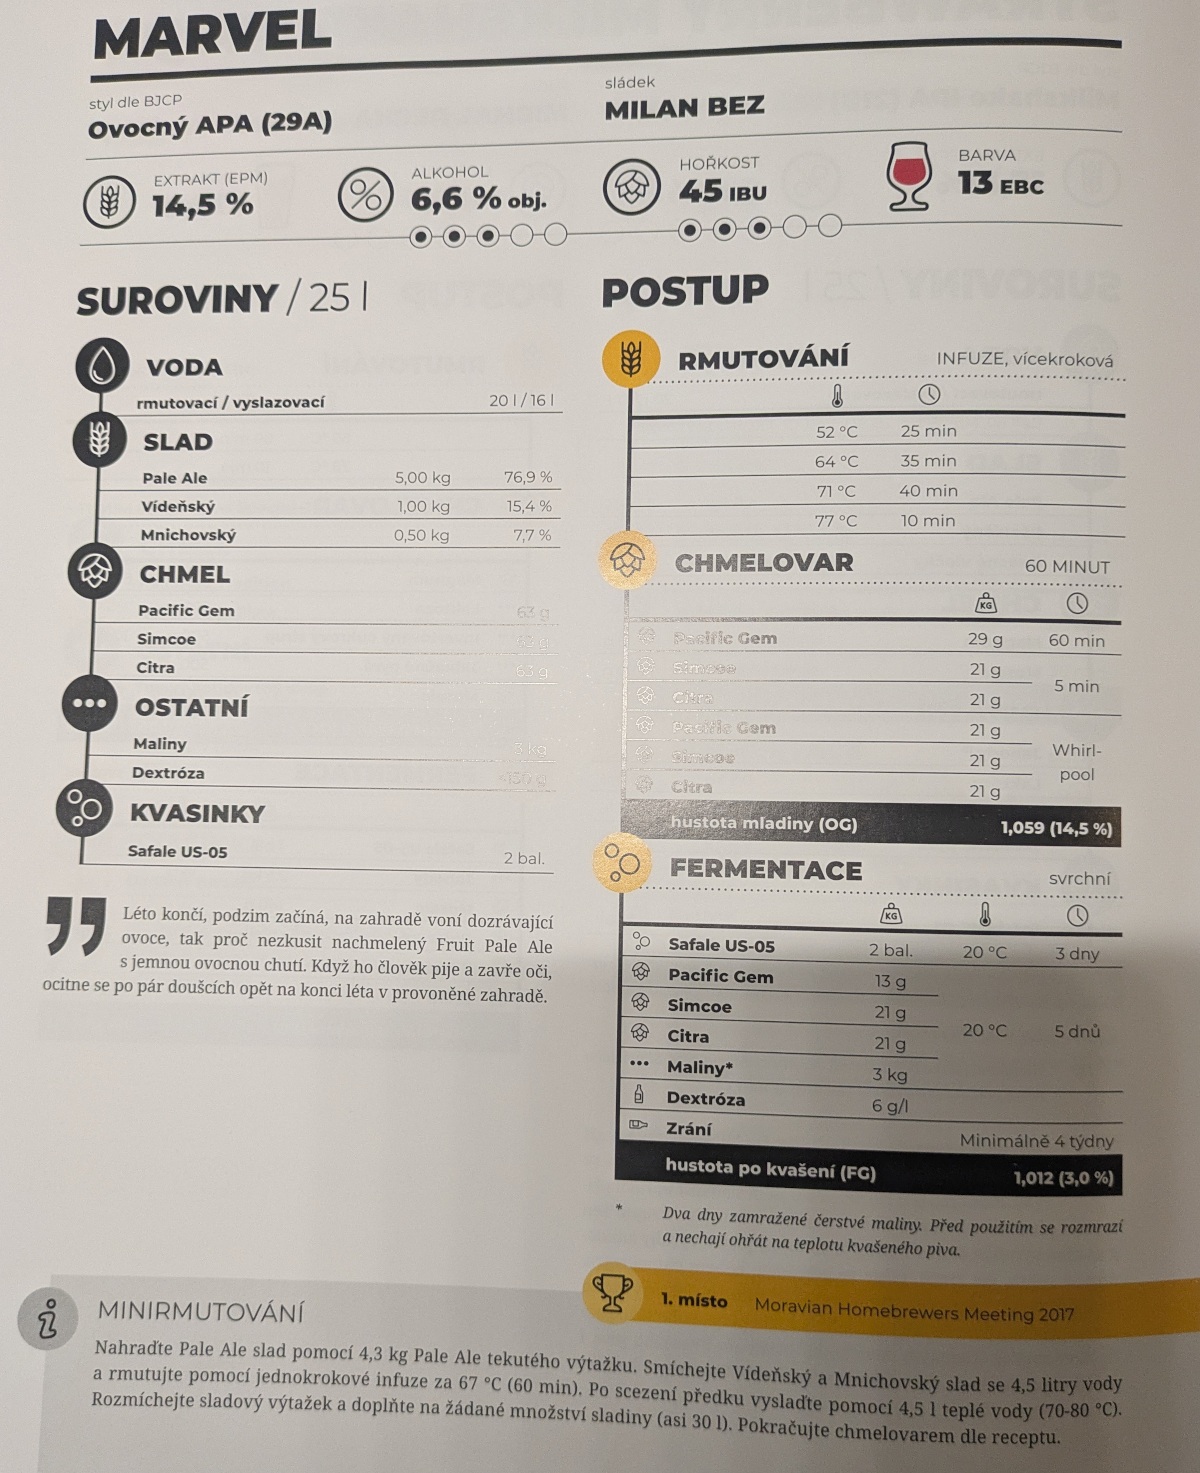 MARVEL
styl dle BJCP
Ovocný APA (29A)
sládek
MILAN BEZ
EXTRAKT (EPM)
14,5 %
ALKOHOL
6,6 % obj.
HOŘKOST
45 IBU
BARVA
13 EBC
SUROVINY / 25 l
VODA
rmutovací / vyslazovací 20 l / 16 l
SLAD
Pale Ale 5,00 kg 76,9 %
Vídeňský 1,00 kg 15,4 %
Mnichovský 0,50 kg 7,7 %
CHMEL
Pacific Gem 63 g
Simcoe
Citra 63 g
OSTATNÍ
Maliny 3 kg
Dextróza
KVASINKY
Safale US-05 2 bal.
Léto končí, podzim začíná, na zahradě voní dozrávající
ovoce, tak proč nezkusit nachmelený Fruit Pale Ale
s jemnou ovocnou chutí. Když ho člověk pije a zavře oči,
ocitne se po pár doušcích opět na konci léta v provoněné zahradě.
POSTUP
RMUTOVÁNÍ INFUZE, vícekroková
52 °C 25 min
64 °C 35 min
71 °C 40 min
77 °C 10 min
CHMELOVAR 60 MINUT
KG
Pacific Gem 29 g 60 min
Simcoe 21 g
5 min
Citra 21 g
Pacific Gem 21 g
Simcoe 21 g
Whirl-
pool
Citra 21 g
hustota mladiny (OG) 1,059 (14,5 %)
FERMENTACE svrchní
KG
Safale US-05 2 bal. 20 °C 3 dny
Pacific Gem 13 g
Simcoe 21 g
20 °C 5 dnů
Citra 21 g
Maliny* 3 kg
Dextróza 6 g/l
Zrání Minimálně 4 týdny
hustota po kvašení (FG) 1,012 (3,0 %)
* Dva dny zamražené čerstvé maliny. Před použitím se rozmrazí
a nechají ohřát na teplotu kvašeného piva.
1. místo Moravian Homebrewers Meeting 2017
MINIRMUTOVÁNÍ
Nahraďte Pale Ale slad pomocí 4,3 kg Pale Ale tekutého výtažku. Smíchejte Vídeňský a Mnichovský slad se 4,5 litry vody
a rmutujte pomocí jednokrokové infuze za 67 °C (60 min). Po scezení předku vyslaďte pomocí 4,5 l teplé vody (70-80 °C).
Rozmíchejte sladový výtažek a doplňte na žádané množství sladiny (asi 30 l). Pokračujte chmelovarem dle receptu.